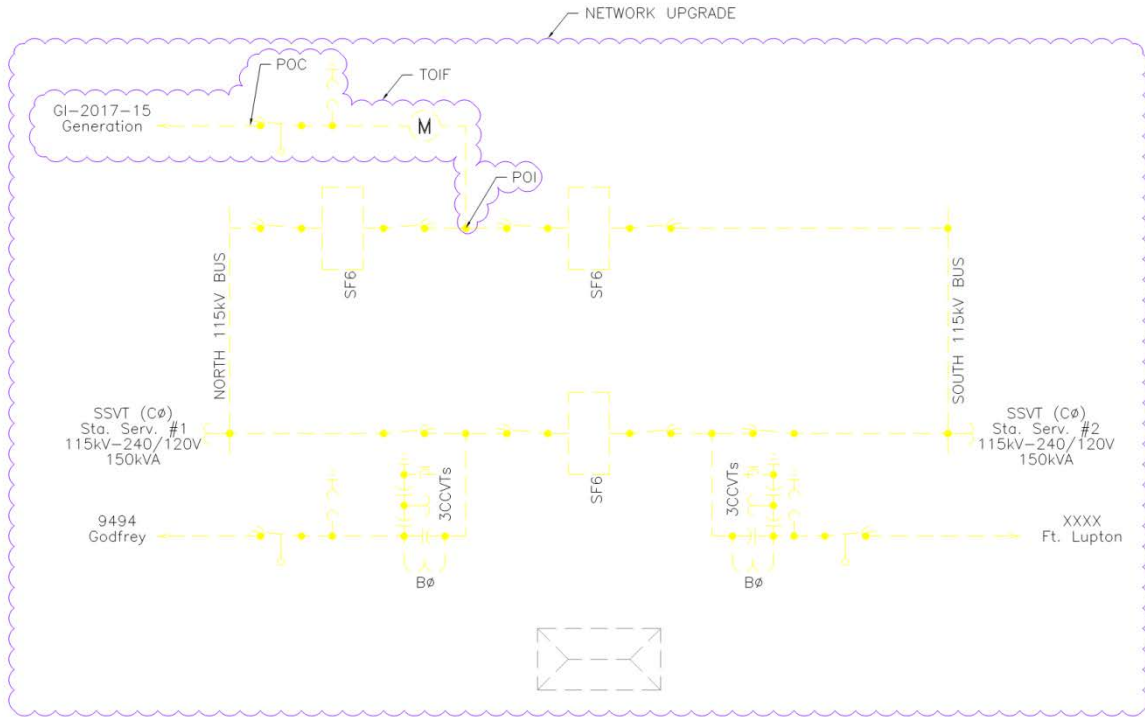 NETWORK UPGRADE
POC
TOIF
GI-2017-15
Generation
M
POI
SF6
SF6
NORTH 115kV BUS
SOUTH 115kV BUS
SSVT (CØ)
Sta. Serv. #1
115kV-240/120V
150kVA
SSVT (CØ)
Sta. Serv. #2
115kV-240/120V
150kVA
SF6
3CCVTs
3CCVTs
9494
Godfrey
XXXX
Ft. Lupton
BØ
BØ